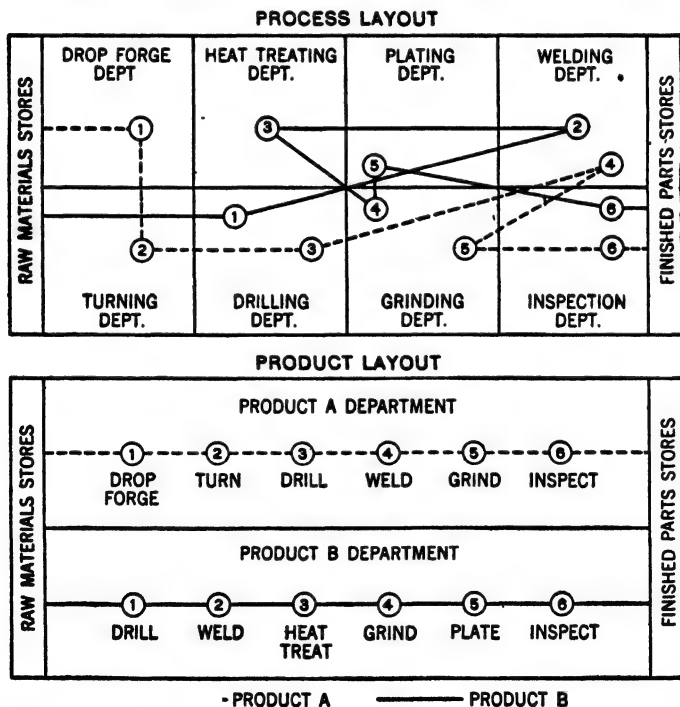 PROCESS LAYOUT
RAW MATERIALS STORES
DROP FORGE
DEPT
HEAT TREATING
DEPT.
PLATING
DEPT.
WELDING
DEPT.
1
3
2
5
4
1
4
6
2
3
5
6
TURNING
DEPT.
DRILLING
DEPT.
GRINDING
DEPT.
INSPECTION
DEPT.
FINISHED PARTS STORES
PRODUCT LAYOUT
RAW MATERIALS STORES
PRODUCT A DEPARTMENT
1 2 3 4 5 6
DROP
FORGE
TURN
DRILL
WELD
GRIND
INSPECT
PRODUCT B DEPARTMENT
1 2 3 4 5 6
DRILL
WELD
HEAT
TREAT
GRIND
PLATE
INSPECT
FINISHED PARTS STORES
PRODUCT A
PRODUCT B